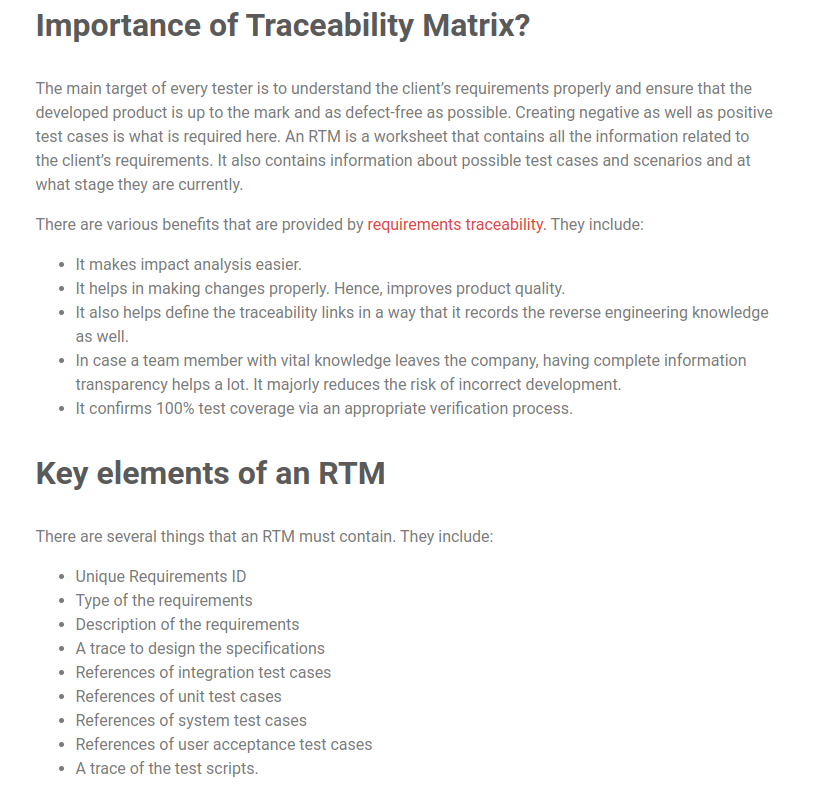 Importance of Traceability Matrix?
The main target of every tester is to understand the client’s requirements properly and ensure that the
developed product is up to the mark and as defect-free as possible. Creating negative as well as positive
test cases is what is required here. An RTM is a worksheet that contains all the information related to
the client’s requirements. It also contains information about possible test cases and scenarios and at
what stage they are currently.
There are various benefits that are provided by requirements traceability. They include:
• It makes impact analysis easier.
• It helps in making changes properly. Hence, improves product quality.
• It also helps define the traceability links in a way that it records the reverse engineering knowledge
as well.
• In case a team member with vital knowledge leaves the company, having complete information
transparency helps a lot. It majorly reduces the risk of incorrect development.
• It confirms 100% test coverage via an appropriate verification process.
Key elements of an RTM
There are several things that an RTM must contain. They include:
• Unique Requirements ID
• Type of the requirements
• Description of the requirements
• A trace to design the specifications
• References of integration test cases
• References of unit test cases
• References of system test cases
• References of user acceptance test cases
• A trace of the test scripts.